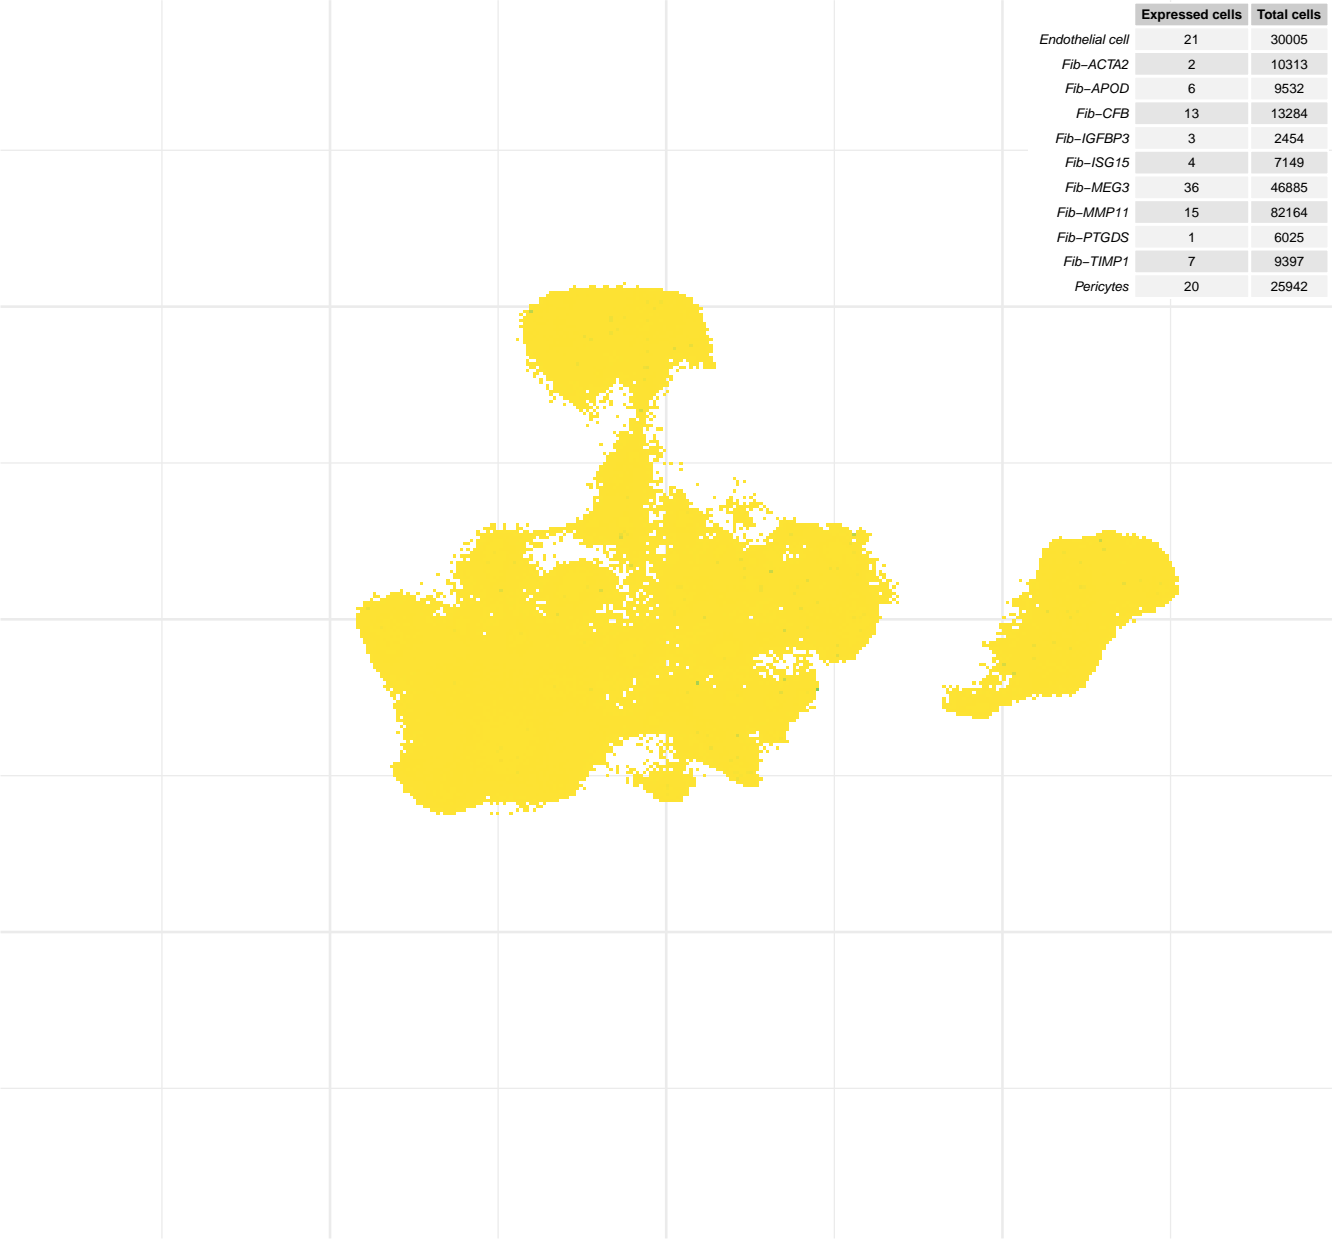 Expressed cells Total cells
Endothelial cell 21 30005
Fib−ACTA2 2 10313
Fib−APOD 6 9532
Fib−CFB 13 13284
Fib−IGFBP3 3 2454
Fib−ISG15 4 7149
Fib−MEG3 36 46885
Fib−MMP11 15 82164
Fib−PTGDS 1 6025
Fib−TIMP1 7 9397
Pericytes 20 25942